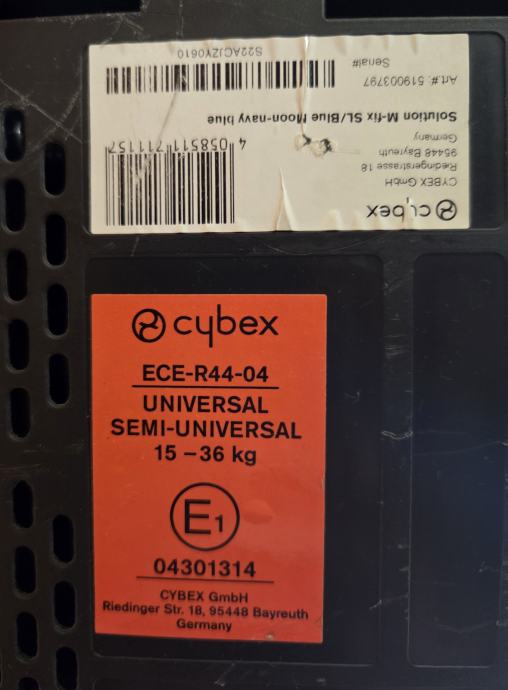 cybex
CYBEX GmbH
Riedingerstrasse 18
95448 Bayreuth
Germany
Solution M-fix SL/Blue Moon-navy blue
4 058511 711157
Art#: 519003797
Serial#
S22ACJZY0610
cybex
ECE-R44-04
UNIVERSAL
SEMI-UNIVERSAL
15 – 36 kg
E1
04301314
CYBEX GmbH
Riedinger Str. 18, 95448 Bayreuth
Germany